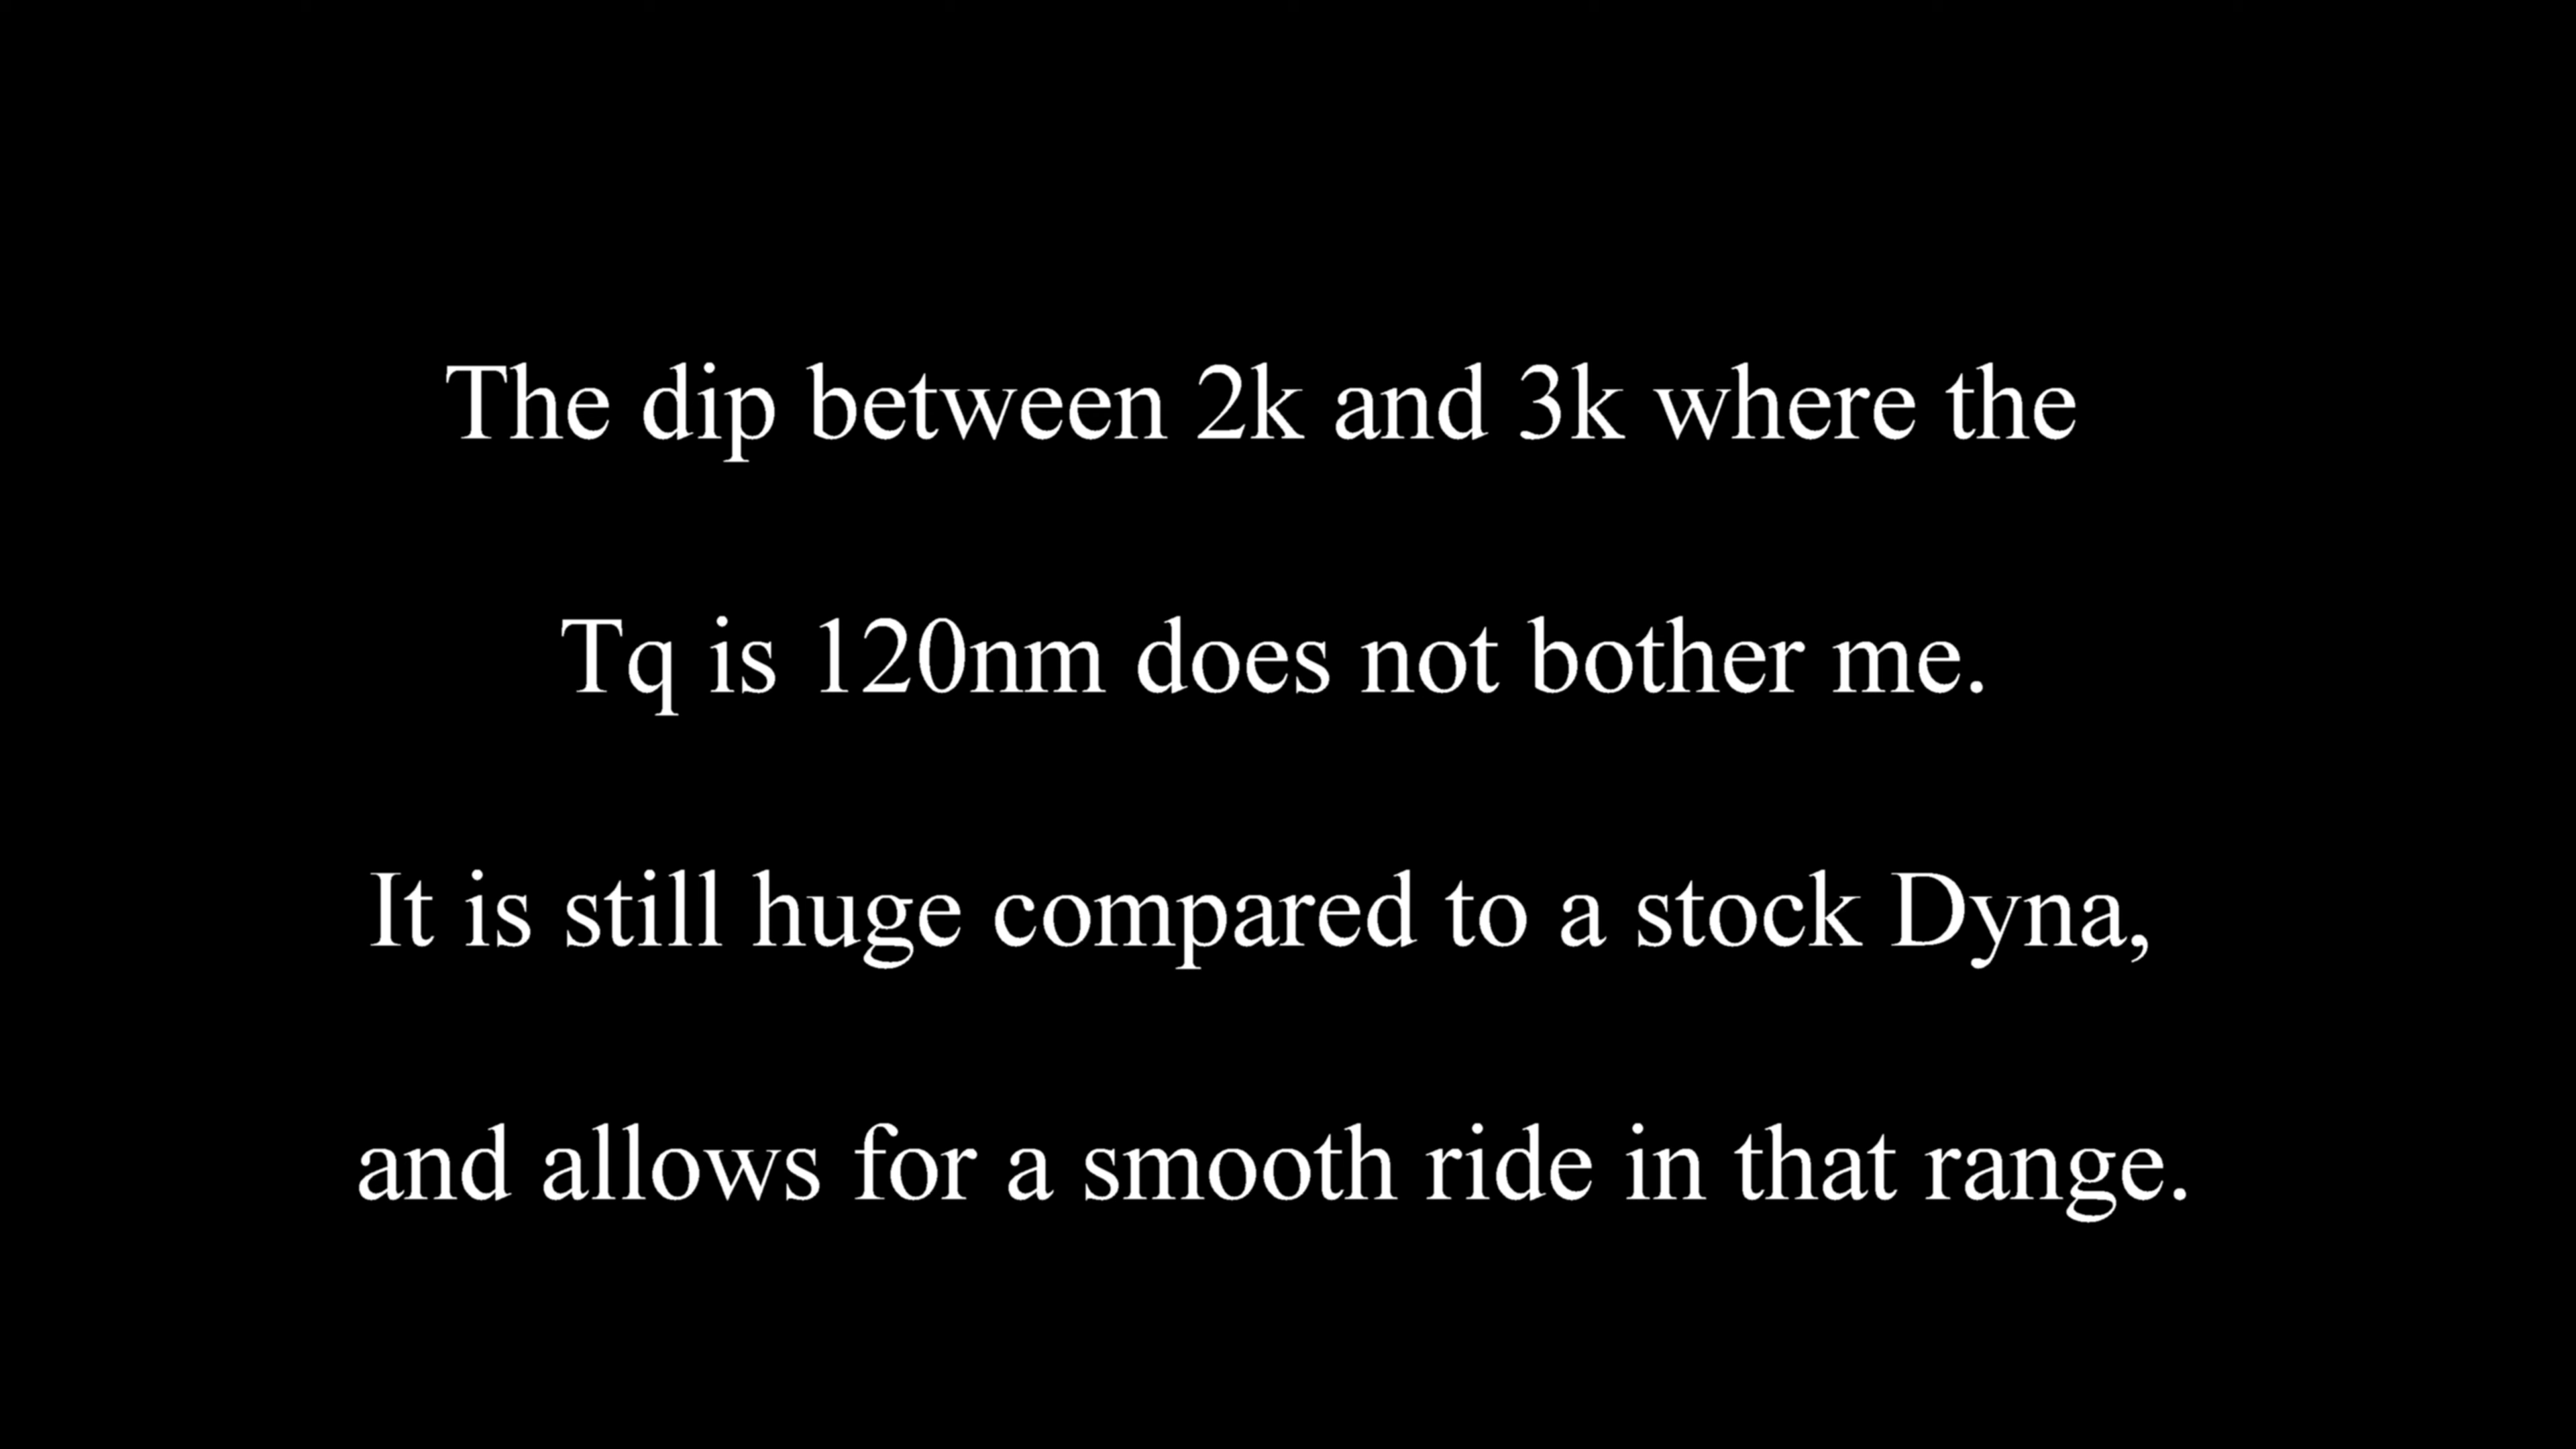 The dip between 2k and 3k where the
Tq is 120nm does not bother me.
It is still huge compared to a stock Dyna,
and allows for a smooth ride in that range.